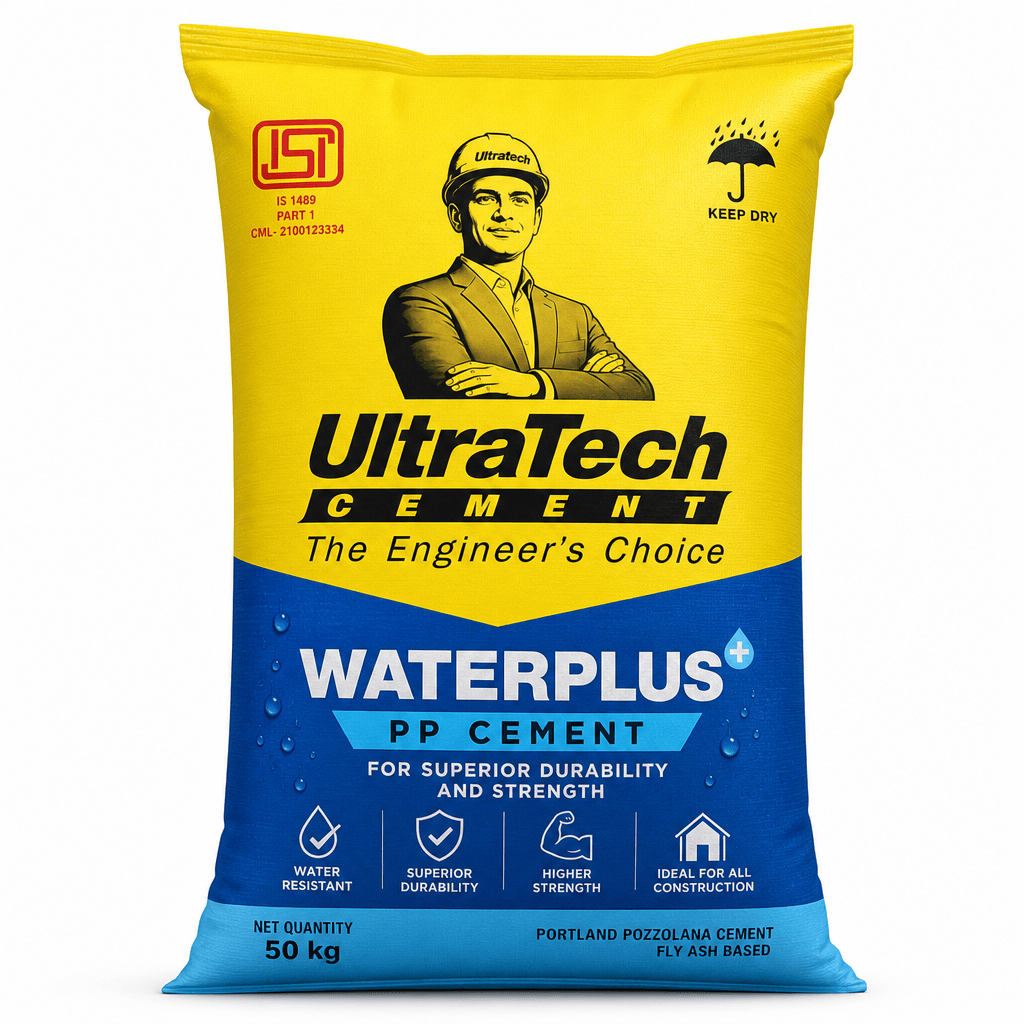 ISI
IS 1489
PART 1
CML- 2100123334
Ultratech
KEEP DRY
UltraTech
CEMENT
The Engineer's Choice
WATERPLUS+
PP CEMENT
FOR SUPERIOR DURABILITY
AND STRENGTH
WATER
RESISTANT
SUPERIOR
DURABILITY
HIGHER
STRENGTH
IDEAL FOR ALL
CONSTRUCTION
NET QUANTITY
50 kg
PORTLAND POZZOLANA CEMENT
FLY ASH BASED